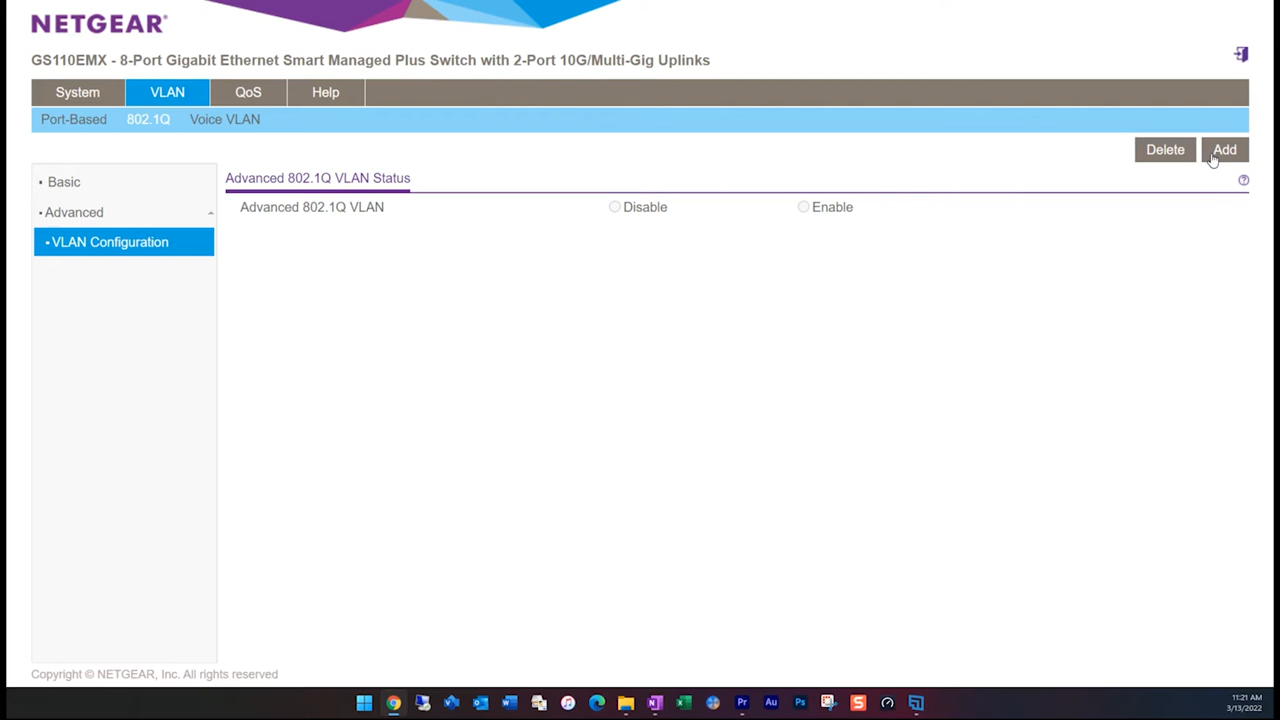 NETGEAR®
GS110EMX - 8-Port Gigabit Ethernet Smart Managed Plus Switch with 2-Port 10G/Multi-Gig Uplinks
System VLAN QoS Help
Port-Based 802.1Q Voice VLAN
Delete Add
Basic
Advanced
VLAN Configuration
Advanced 802.1Q VLAN Status
Advanced 802.1Q VLAN Disable Enable
Copyright © NETGEAR, Inc. All rights reserved
11:21 AM
3/13/2022